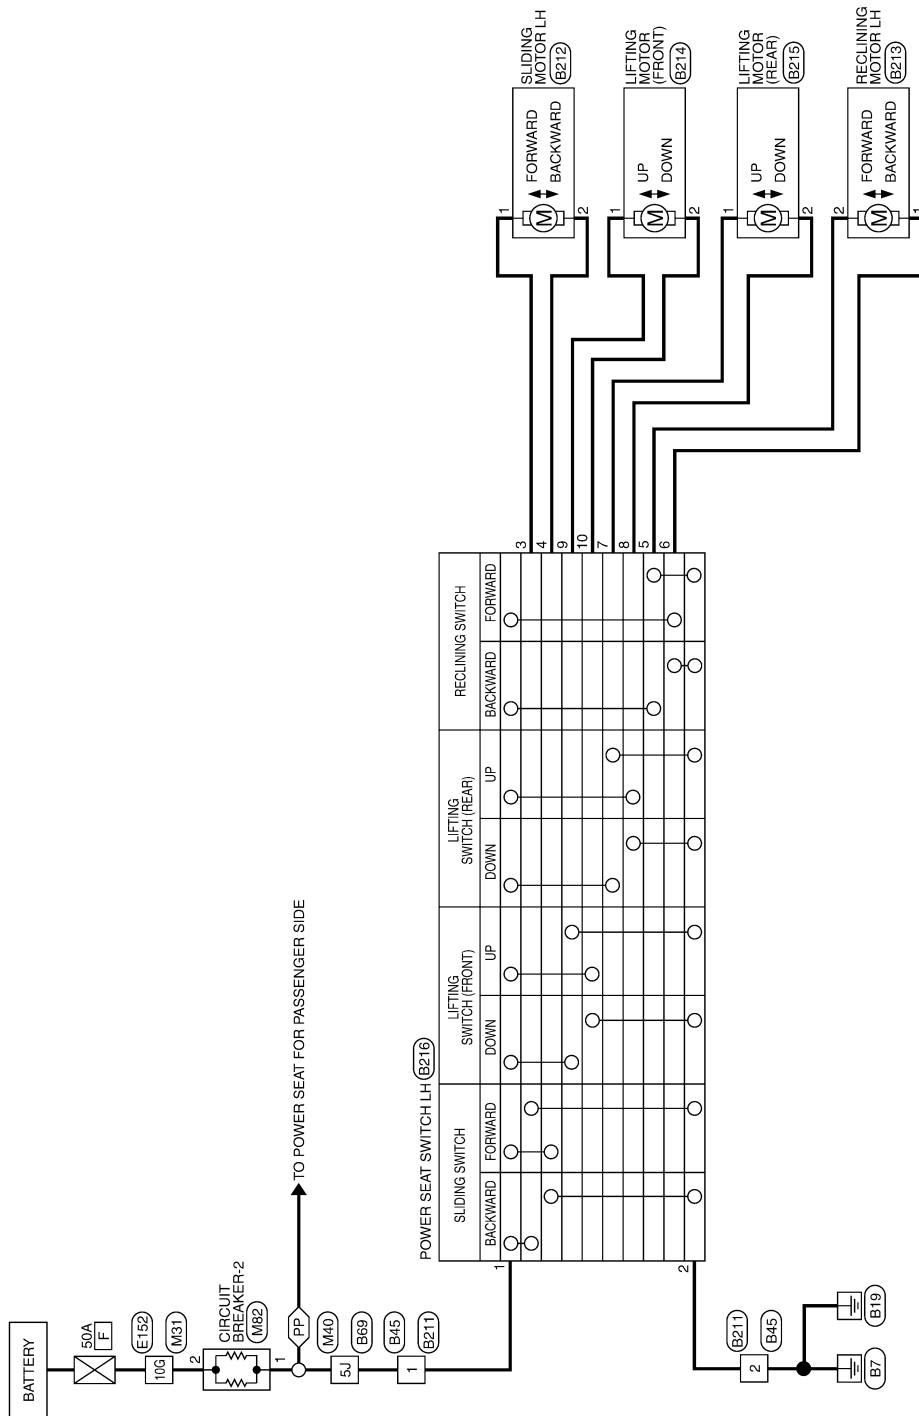 BATTERY
50A
F
E152
10G
M31
2
CIRCUIT
BREAKER-2
M82
1
PP
TO POWER SEAT FOR PASSENGER SIDE
M40
5J
B69
B45
1
B211
POWER SEAT SWITCH LH B216
SLIDING SWITCH
BACKWARD
FORWARD
LIFTING
SWITCH (FRONT)
DOWN
UP
LIFTING
SWITCH (REAR)
DOWN
UP
RECLINING SWITCH
BACKWARD
FORWARD
1
2
3
4
9
10
7
8
5
6
B211
2
B45
B7
B19
SLIDING
MOTOR LH
B212
1
M
FORWARD
BACKWARD
2
LIFTING
MOTOR
(FRONT)
B214
1
M
UP
DOWN
2
LIFTING
MOTOR
(REAR)
B215
1
M
UP
DOWN
2
RECLINING
MOTOR LH
B213
2
M
FORWARD
BACKWARD
1